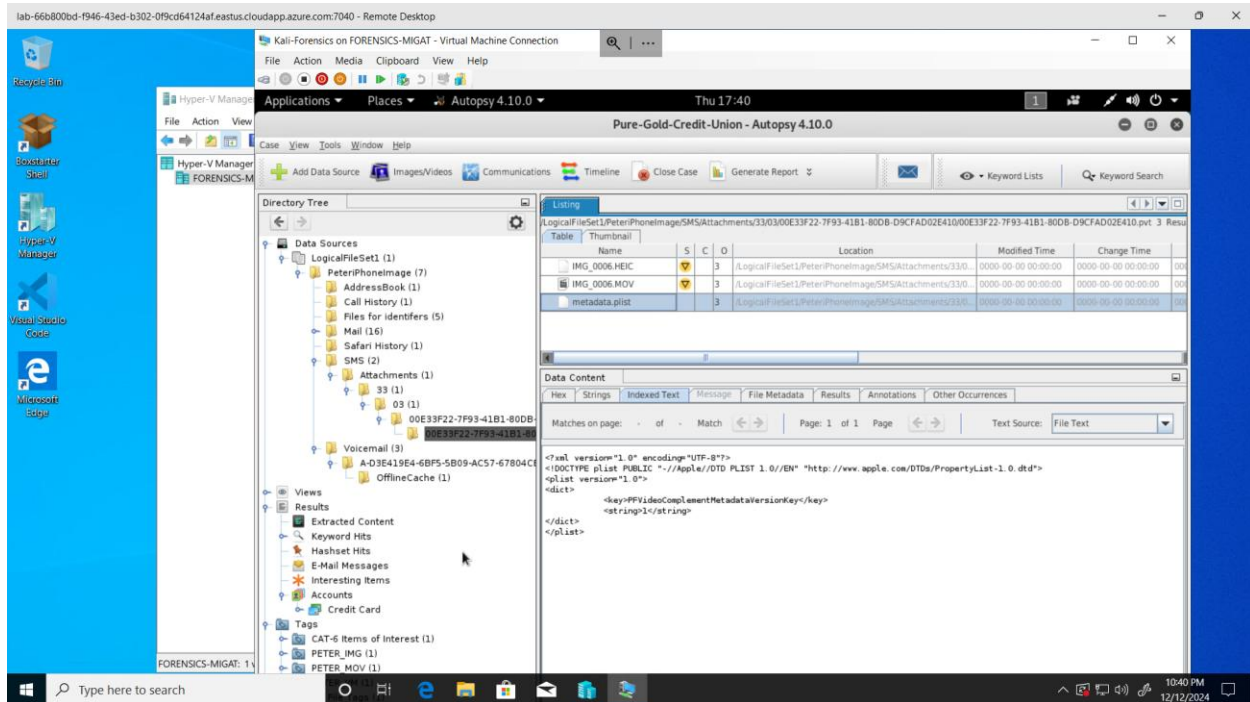 lab-66b800bd-f946-43ed-b302-0f9cd64124af.eastus.cloudapp.azure.com:7040 - Remote Desktop
Recycle Bin
Boxstarter
Shell
Hyper-V
Manager
Visual Studio
Code
Microsoft
Edge
Hyper-V Manage
File Action View
Hyper-V Manager
FORENSICS-M
FORENSICS-MIGAT: 1
Kali-Forensics on FORENSICS-MIGAT - Virtual Machine Connection
File Action Media Clipboard View Help
Applications Places Autopsy 4.10.0 Thu 17:40 1
Pure-Gold-Credit-Union - Autopsy 4.10.0
Case View Tools Window Help
Add Data Source Images/Videos Communications Timeline Close Case Generate Report Keyword Lists Keyword Search
Directory Tree
Data Sources
LogicalFileSet1 (1)
PeteriPhoneImage (7)
AddressBook (1)
Call History (1)
Files for identifers (5)
Mail (16)
Safari History (1)
SMS (2)
Attachments (1)
33 (1)
03 (1)
00E33F22-7F93-41B1-80DB-
00E33F22-7F93-41B1-80
Voicemail (3)
A-D3E419E4-6BF5-5B09-AC57-67804CE
OfflineCache (1)
Views
Results
Extracted Content
Keyword Hits
Hashset Hits
E-Mail Messages
Interesting Items
Accounts
Credit Card
Tags
CAT-6 Items of Interest (1)
PETER_IMG (1)
PETER_MOV (1)
Listing
/LogicalFileSet1/PeteriPhoneImage/SMS/Attachments/33/03/00E33F22-7F93-41B1-80DB-D9CFAD02E410/00E33F22-7F93-41B1-80DB-D9CFAD02E410.pvt 3 Resu
Table Thumbnail
Name S C O Location Modified Time Change Time
IMG_0006.HEIC 3 /LogicalFileSet1/PeteriPhoneImage/SMS/Attachments/33/0... 0000-00-00 00:00:00 0000-00-00 00:00:00 000
IMG_0006.MOV 3 /LogicalFileSet1/PeteriPhoneImage/SMS/Attachments/33/0... 0000-00-00 00:00:00 0000-00-00 00:00:00 000
metadata.plist 3 /LogicalFileSet1/PeteriPhoneImage/SMS/Attachments/33/0... 0000-00-00 00:00:00 0000-00-00 00:00:00 000
Data Content
Hex Strings Indexed Text Message File Metadata Results Annotations Other Occurrences
Matches on page: - of - Match Page: 1 of 1 Page Text Source: File Text
<?xml version="1.0" encoding="UTF-8"?>
<!DOCTYPE plist PUBLIC "-//Apple//DTD PLIST 1.0//EN" "http://www.apple.com/DTDs/PropertyList-1.0.dtd">
<plist version="1.0">
<dict>
<key>PFVideoComplementMetadataVersionKey</key>
<string>1</string>
</dict>
</plist>
Type here to search
10:40 PM
12/12/2024